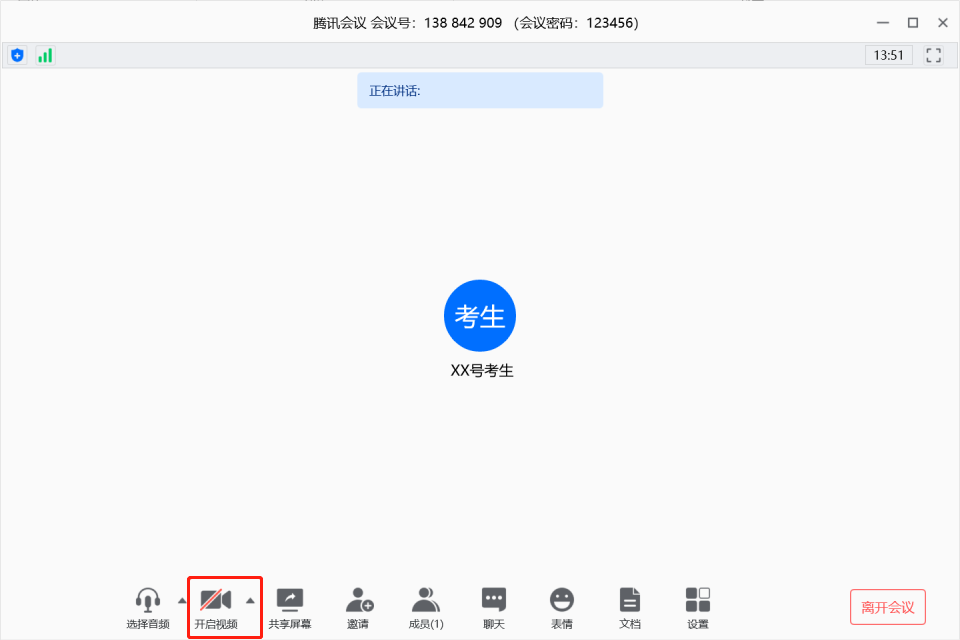 腾讯会议 会议号：138 842 909 （会议密码：123456）
13:51
正在讲话:
考生
XX号考生
选择音频 开启视频 共享屏幕 邀请 成员(1) 聊天 表情 文档 设置 离开会议